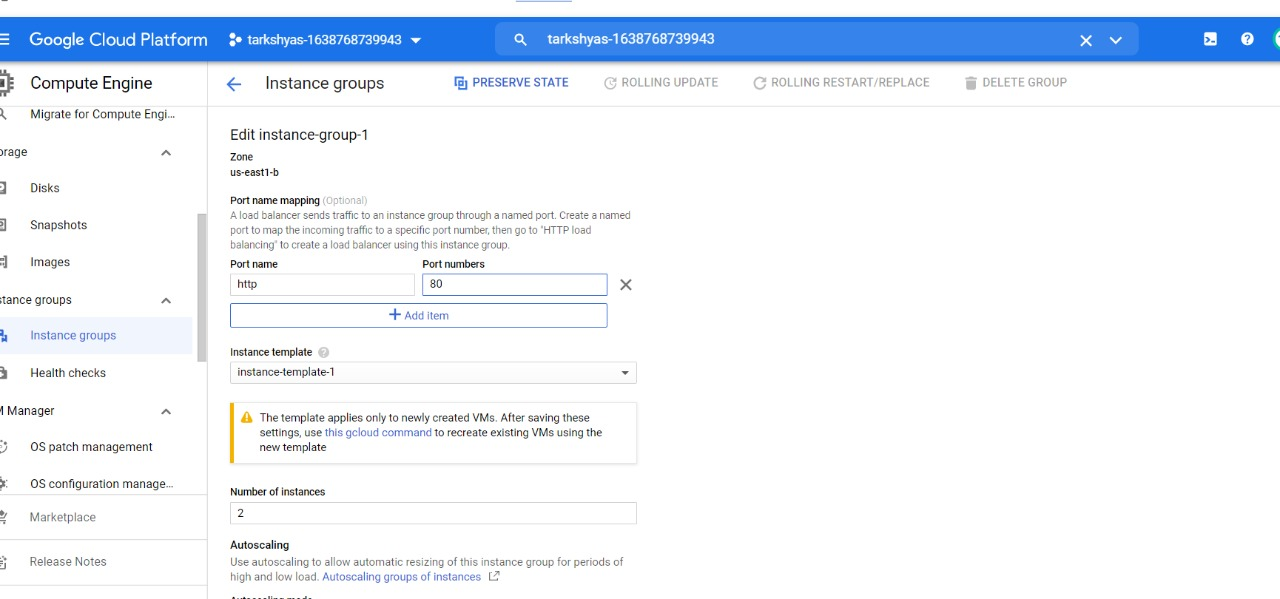 Google Cloud Platform
tarkshyas-1638768739943
tarkshyas-1638768739943
Compute Engine
Instance groups
PRESERVE STATE
ROLLING UPDATE
ROLLING RESTART/REPLACE
DELETE GROUP
Migrate for Compute Engi...
orage
Disks
Snapshots
Images
stance groups
Instance groups
Health checks
M Manager
OS patch management
OS configuration manage...
Marketplace
Release Notes
Edit instance-group-1
Zone
us-east1-b
Port name mapping (Optional)
A load balancer sends traffic to an instance group through a named port. Create a named
port to map the incoming traffic to a specific port number, then go to "HTTP load
balancing" to create a load balancer using this instance group.
Port name
Port numbers
http
80
Add item
Instance template
instance-template-1
The template applies only to newly created VMs. After saving these
settings, use this gcloud command to recreate existing VMs using the
new template
Number of instances
2
Autoscaling
Use autoscaling to allow automatic resizing of this instance group for periods of
high and low load. Autoscaling groups of instances
Autoscaling mode